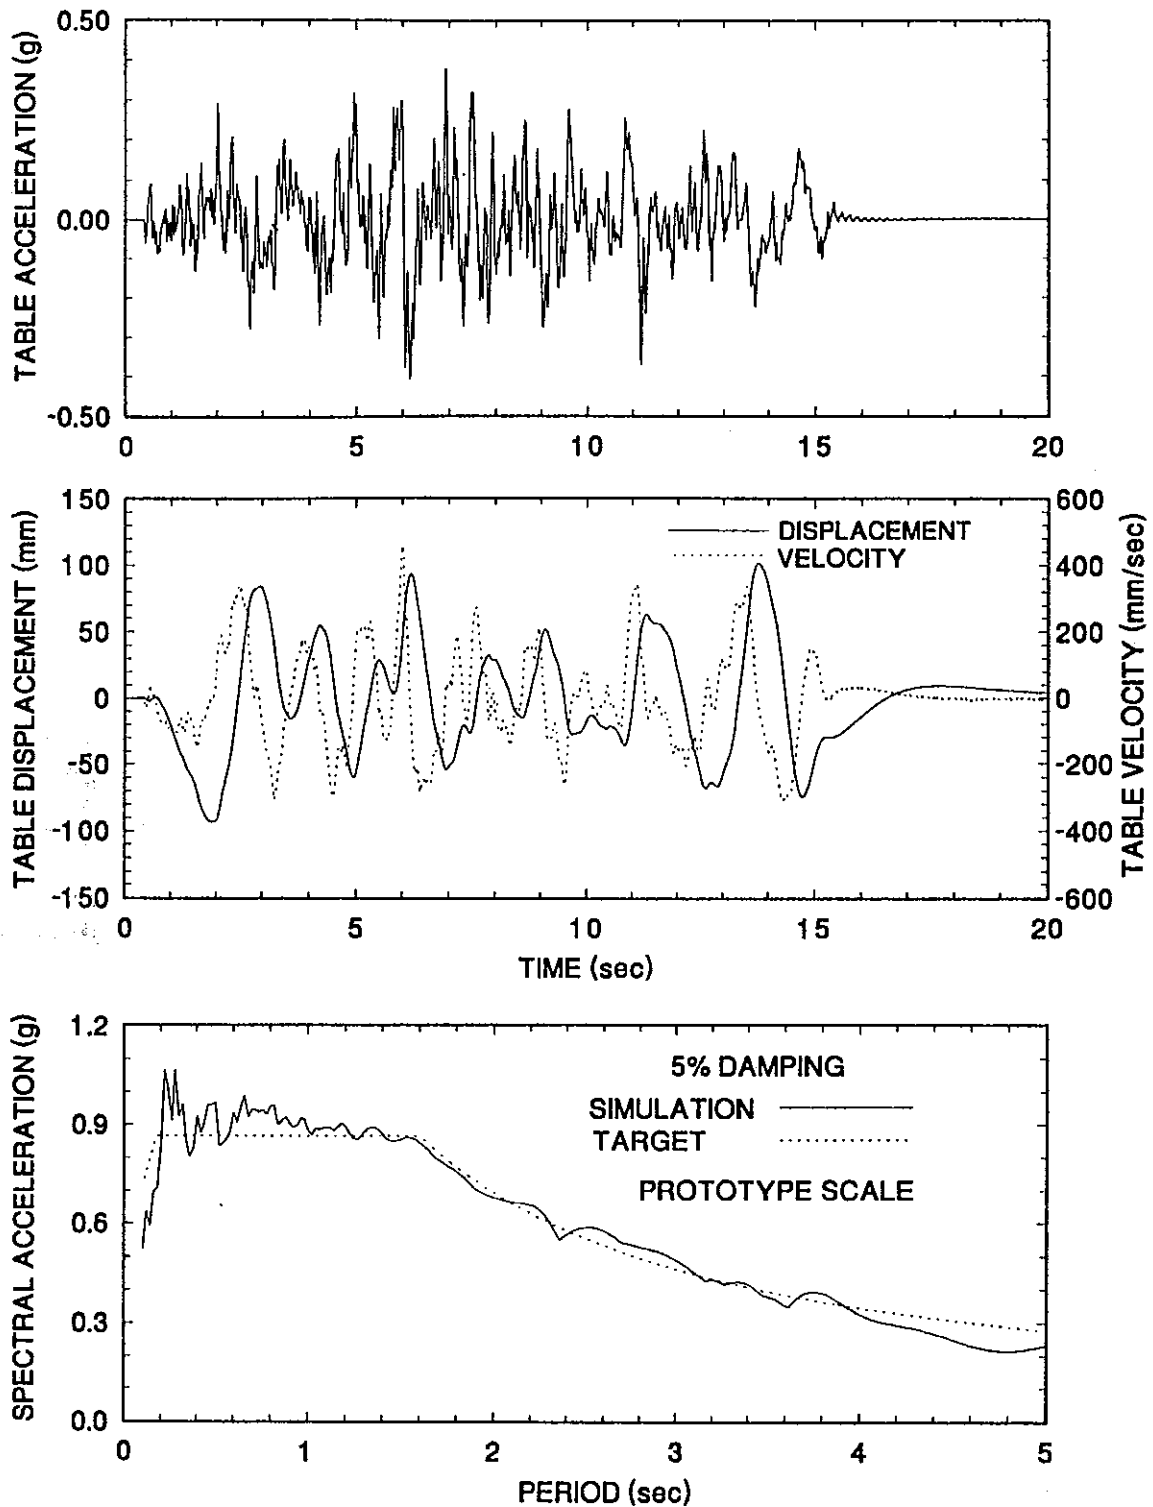 TABLE ACCELERATION (g)
0.50
0.00
-0.50
0 5 10 15 20
TABLE DISPLACEMENT (mm)
150
100
50
0
-50
-100
-150
DISPLACEMENT
VELOCITY
600
400
200
0
-200
-400
-600
TABLE VELOCITY (mm/sec)
0 5 10 15 20
TIME (sec)
SPECTRAL ACCELERATION (g)
1.2
0.9
0.6
0.3
0.0
5% DAMPING
SIMULATION
TARGET
PROTOTYPE SCALE
0 1 2 3 4 5
PERIOD (sec)